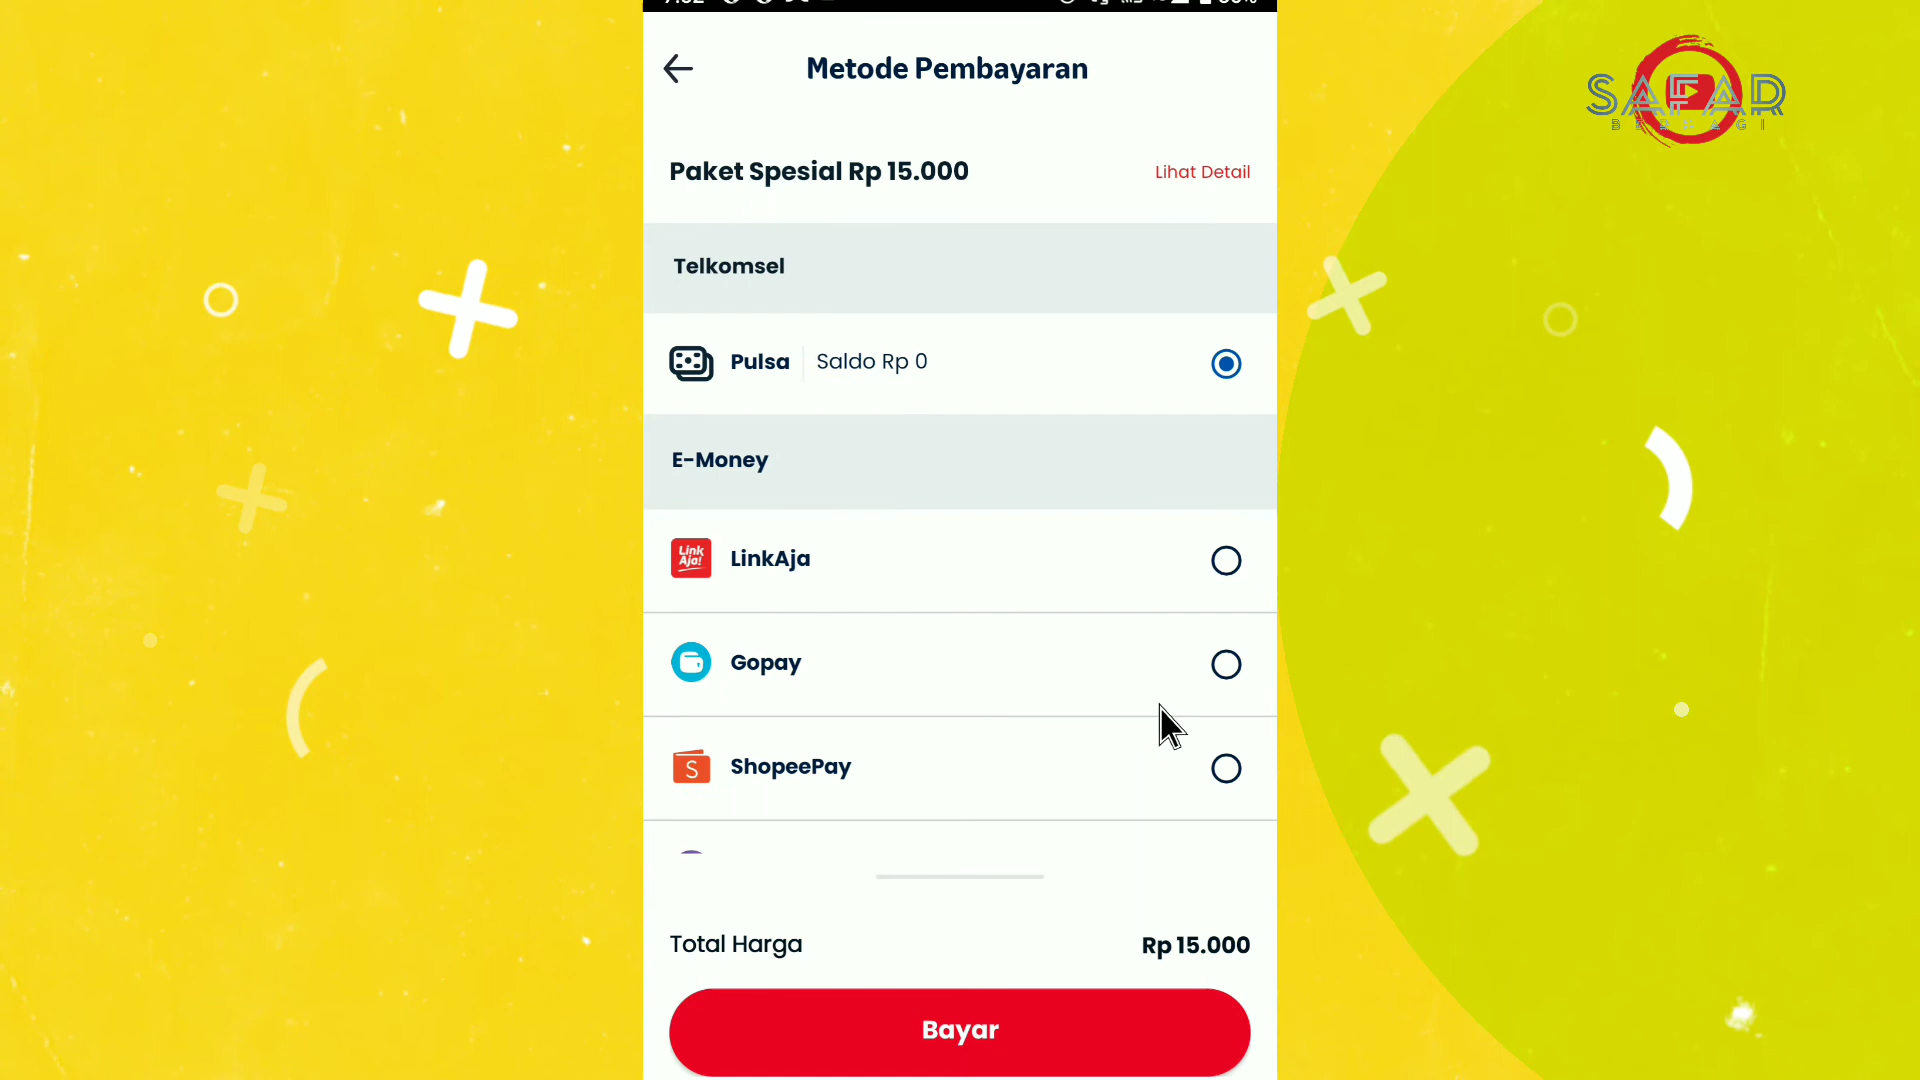 SAFAR
BERBAGI
Metode Pembayaran
Paket Spesial Rp 15.000
Lihat Detail
Telkomsel
Pulsa
Saldo Rp 0
E-Money
Link Aja!
LinkAja
Gopay
S
ShopeePay
Total Harga
Rp 15.000
Bayar